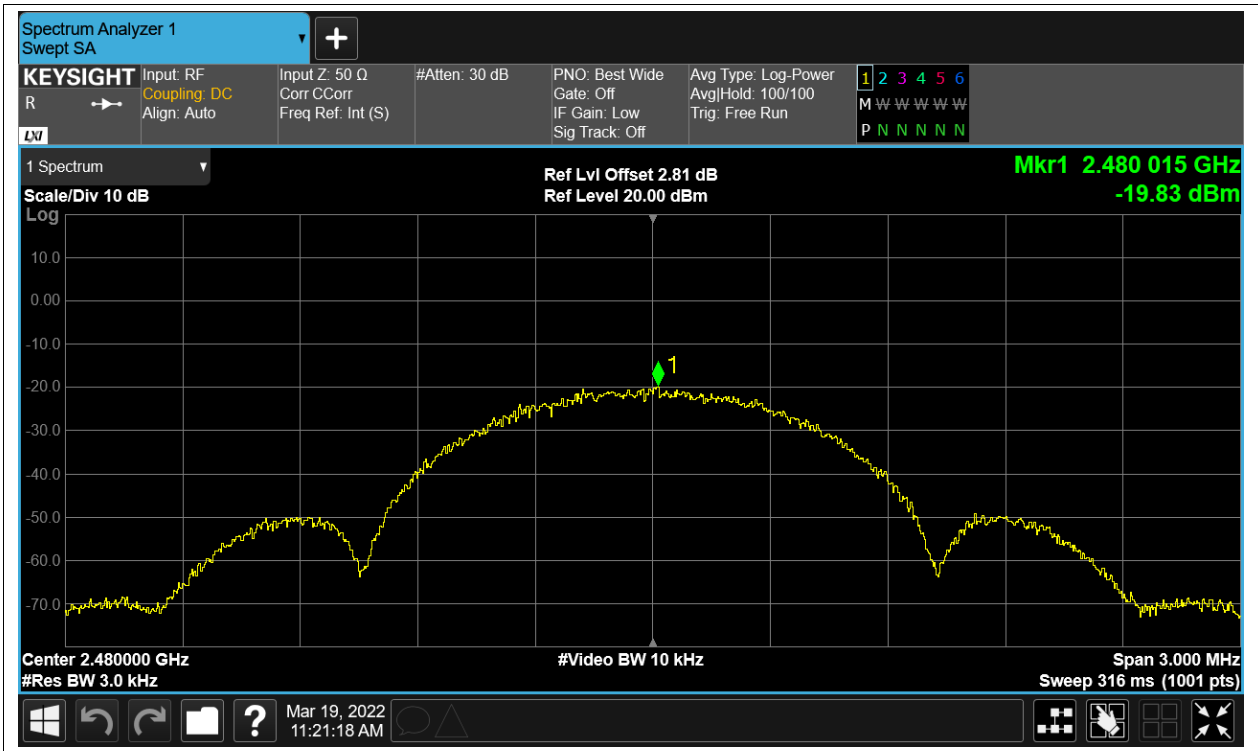 Spectrum Analyzer 1
Swept SA
KEYSIGHT
R
LXI
Input: RF
Coupling: DC
Align: Auto
Input Z: 50 Ω
Corr CCorr
Freq Ref: Int (S)
#Atten: 30 dB
PNO: Best Wide
Gate: Off
IF Gain: Low
Sig Track: Off
Avg Type: Log-Power
Avg|Hold: 100/100
Trig: Free Run
1 2 3 4 5 6
M W W W W W
P N N N N N
1 Spectrum
Scale/Div 10 dB
Log
Ref Lvl Offset 2.81 dB
Ref Level 20.00 dBm
Mkr1 2.480 015 GHz
-19.83 dBm
10.0
0.00
-10.0
-20.0
-30.0
-40.0
-50.0
-60.0
-70.0
1
Center 2.480000 GHz
#Res BW 3.0 kHz
#Video BW 10 kHz
Span 3.000 MHz
Sweep 316 ms (1001 pts)
?
Mar 19, 2022
11:21:18 AM